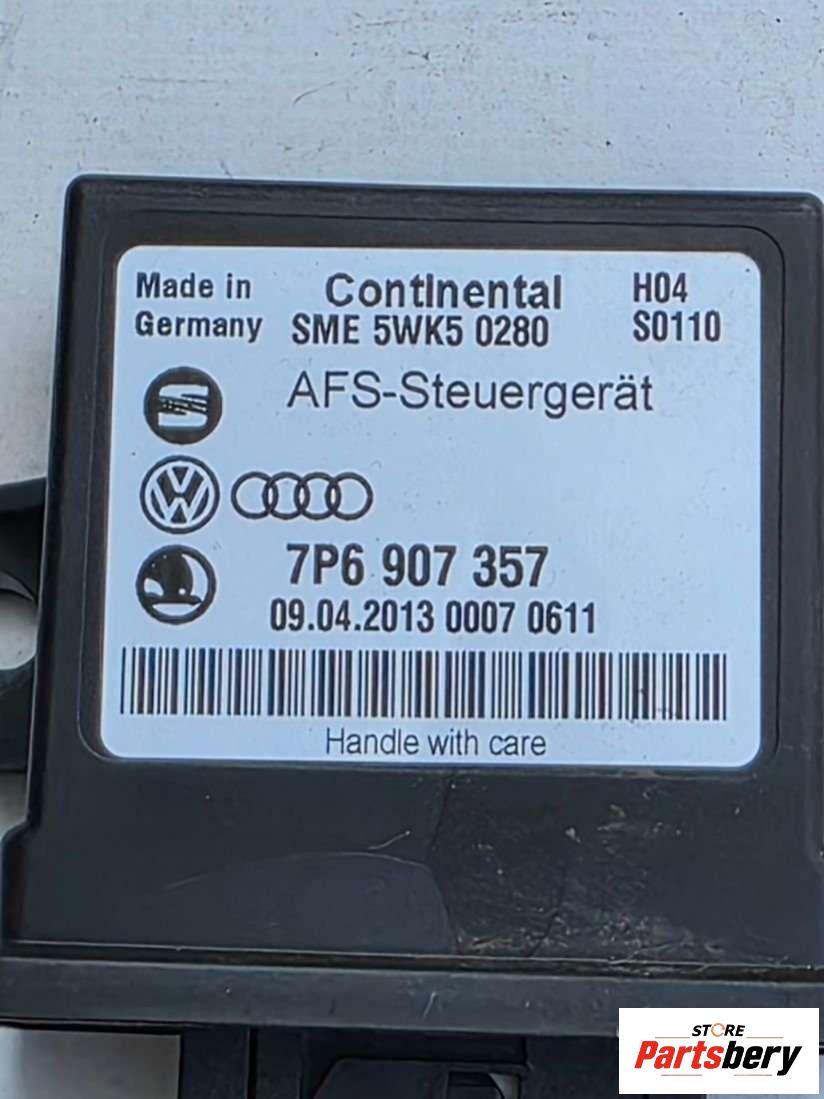 Made in Continental H04
Germany SME 5WK5 0280 S0110
AFS-Steuergerät
7P6 907 357
09.04.2013 0007 0611
Handle with care
STORE
Partsbery